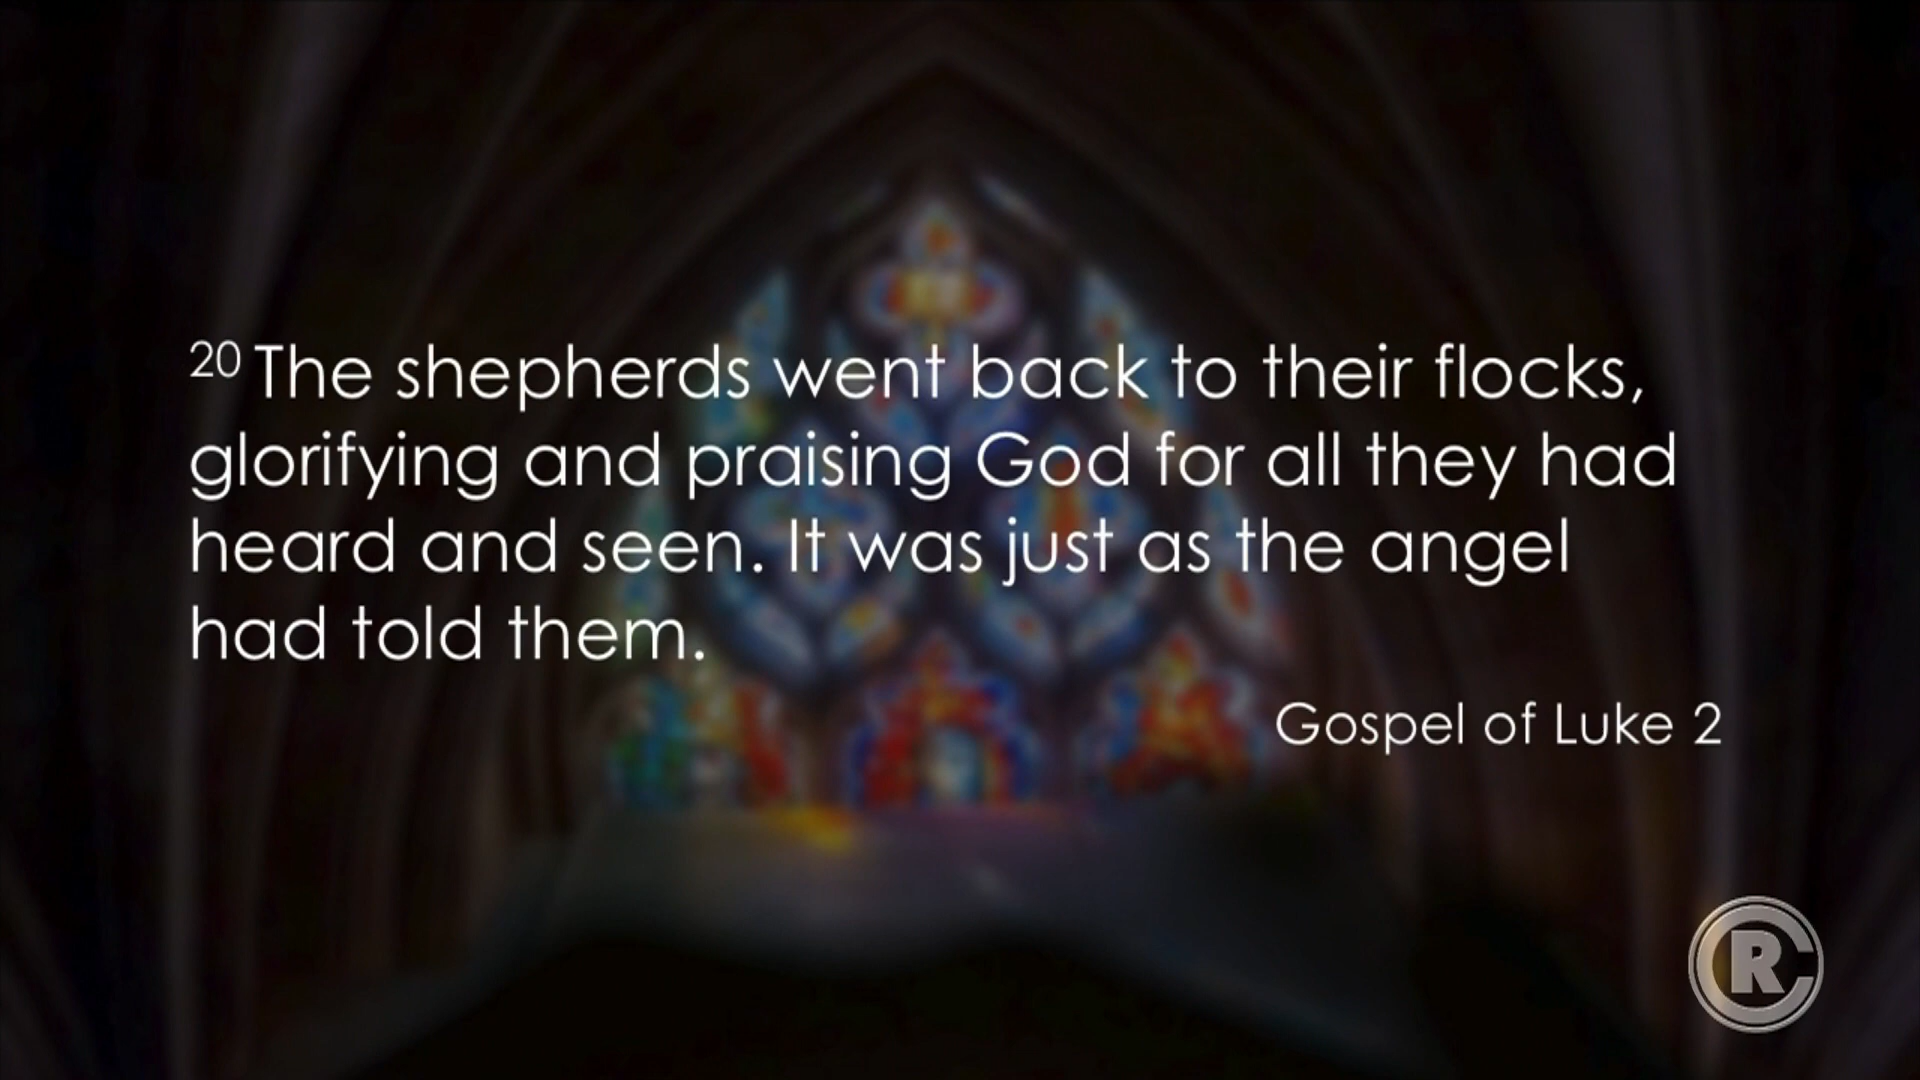 20 The shepherds went back to their flocks,
glorifying and praising God for all they had
heard and seen. It was just as the angel
had told them.
Gospel of Luke 2
CR